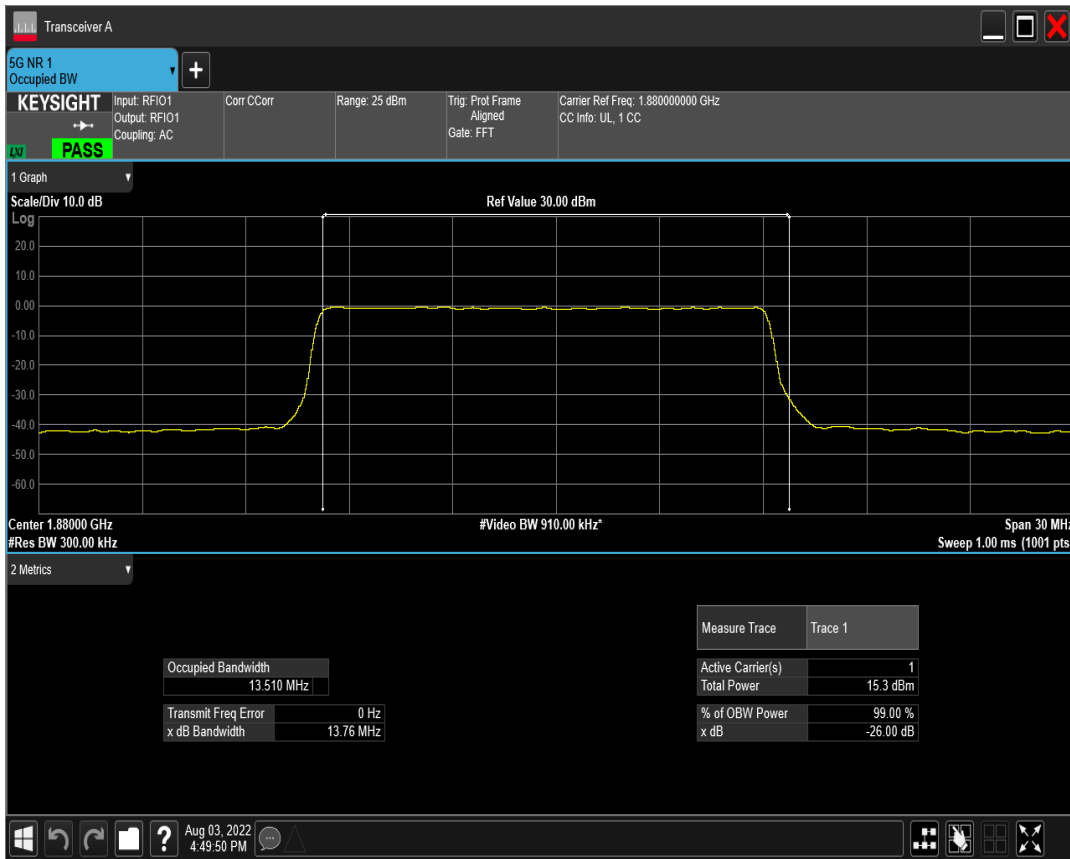 Transceiver A
5G NR 1
Occupied BW
KEYSIGHT
LXI
PASS
Input: RFIO1
Output: RFIO1
Coupling: AC
Corr CCorr
Range: 25 dBm
Trig: Prot Frame
Aligned
Gate: FFT
Carrier Ref Freq: 1.880000000 GHz
CC Info: UL, 1 CC
1 Graph
Scale/Div 10.0 dB
Ref Value 30.00 dBm
Log
20.0
10.0
0.00
-10.0
-20.0
-30.0
-40.0
-50.0
-60.0
Center 1.88000 GHz
#Video BW 910.00 kHz*
Span 30 MHz
#Res BW 300.00 kHz
Sweep 1.00 ms (1001 pts
2 Metrics
Measure Trace Trace 1
Occupied Bandwidth
13.510 MHz
Active Carrier(s) 1
Total Power 15.3 dBm
Transmit Freq Error 0 Hz
x dB Bandwidth 13.76 MHz
% of OBW Power 99.00 %
x dB -26.00 dB
?
Aug 03, 2022
4:49:50 PM